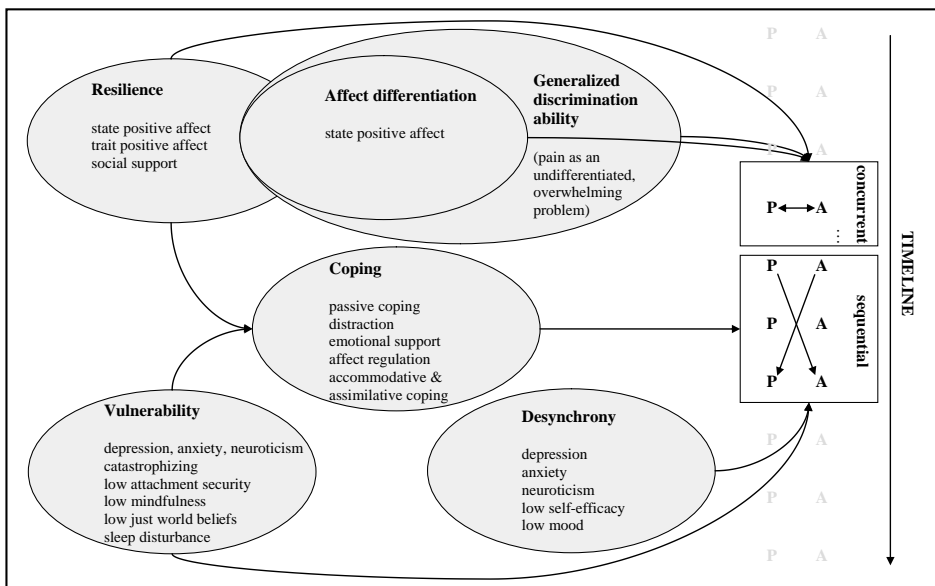 Resilience
state positive affect
trait positive affect
social support
Affect differentiation
state positive affect
Generalized
discrimination
ability
(pain as an
undifferentiated,
overwhelming
problem)
Coping
passive coping
distraction
emotional support
affect regulation
accommodative &
assimilative coping
Vulnerability
depression, anxiety, neuroticism
catastrophizing
low attachment security
low mindfulness
low just world beliefs
sleep disturbance
Desynchrony
depression
anxiety
neuroticism
low self-efficacy
low mood
P A
P A
P A
P A
...
concurrent
P A
P A
P A
sequential
P A
P A
P A
TIMELINE